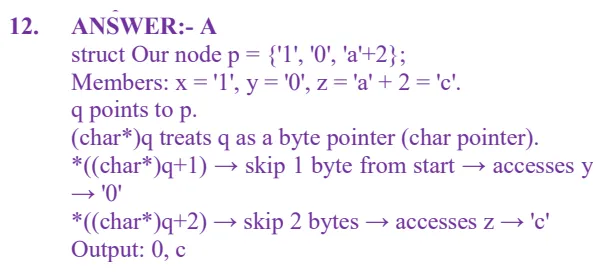 12. ANSWER:- A
struct Our node p = {'1', '0', 'a'+2};
Members: x = '1', y = '0', z = 'a' + 2 = 'c'.
q points to p.
(char*)q treats q as a byte pointer (char pointer).
*((char*)q+1) → skip 1 byte from start → accesses y
→ '0'
*((char*)q+2) → skip 2 bytes → accesses z → 'c'
Output: 0, c